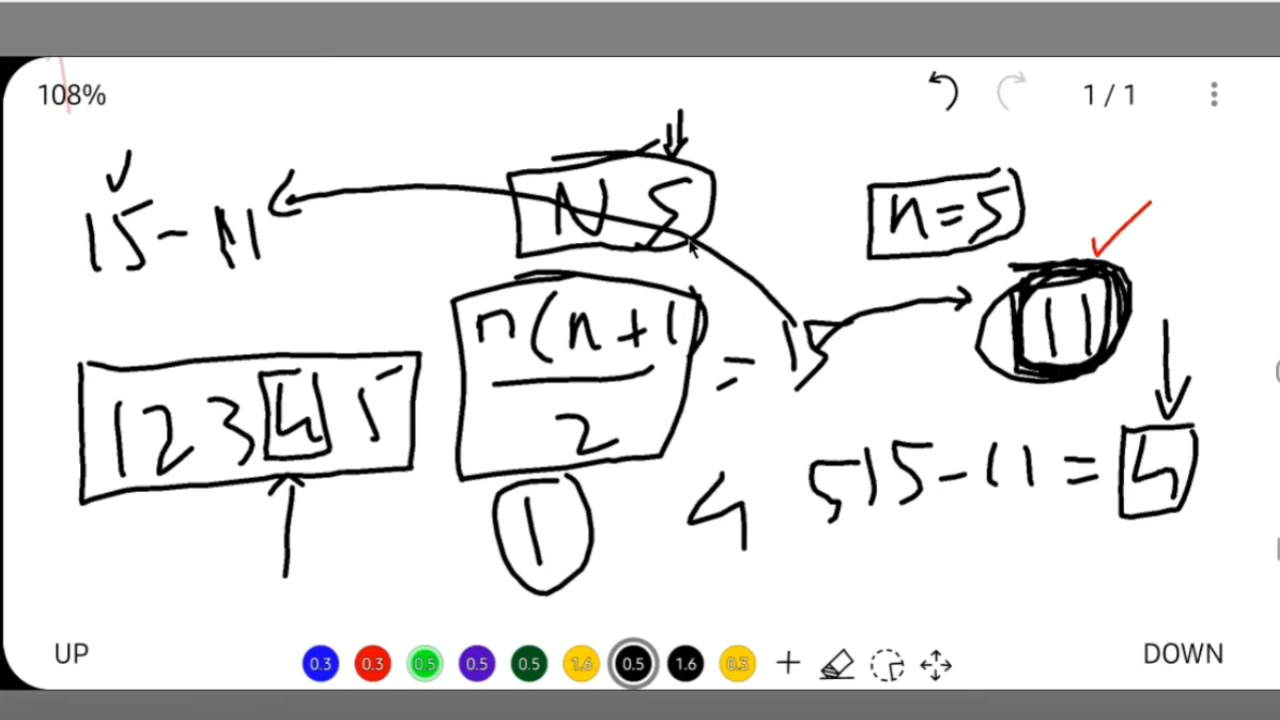 108%
1 / 1
15 - 11
N 5
n = 5
n(n+1)
2
= 15
11
1 2 3 4 5
1
4
5 15 - 11 = 4
UP
0.3 0.3 0.5 0.5 0.5 1.6 0.5 1.6 0.3
DOWN